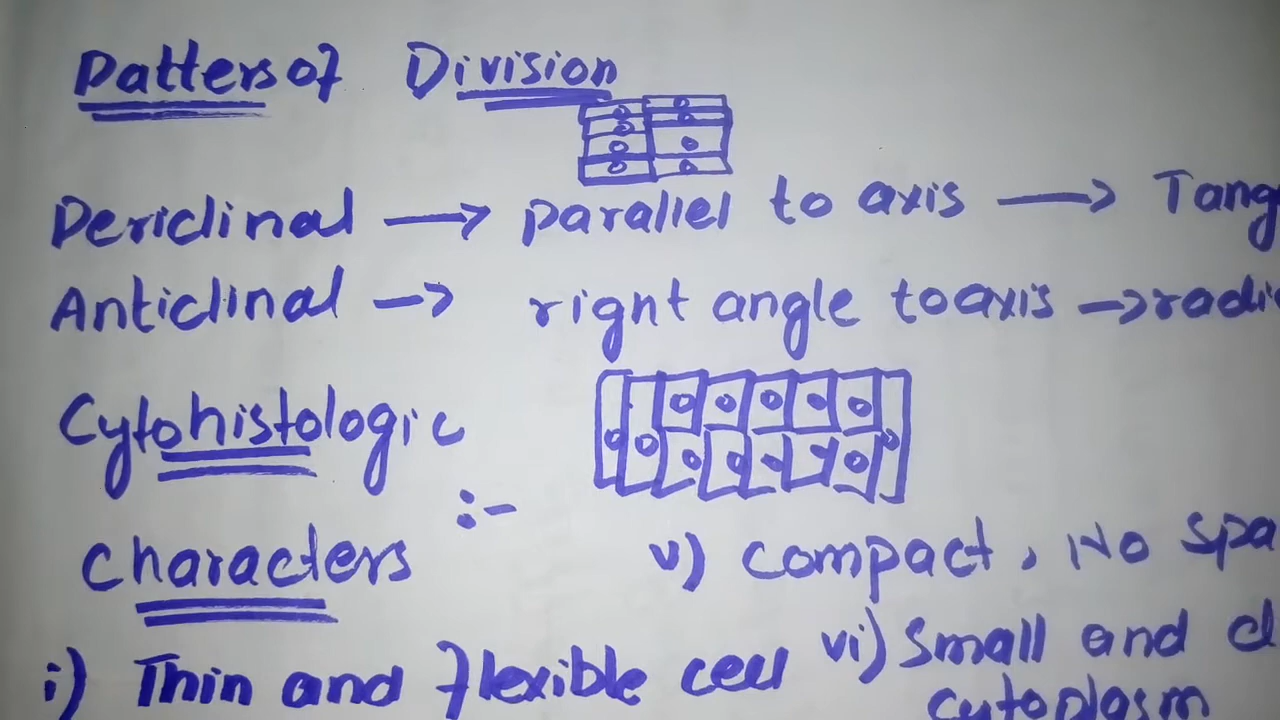 Patters of Division
Periclinal → parallel to axis → Tang
Anticlinal → right angle to axis → radi
Cytohistologic
characters :-
v) compact, No spa
vi) Small and d
cytoplasm
i) Thin and flexible cell